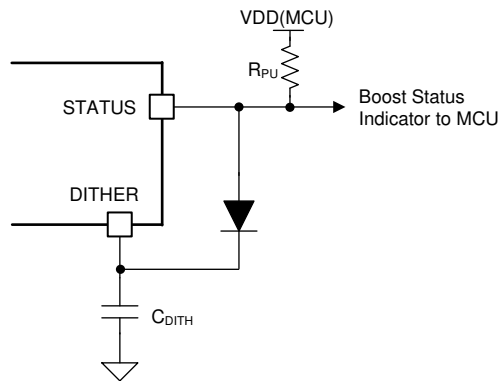 VDD(MCU)
RPU
STATUS
Boost Status
Indicator to MCU
DITHER
CDITH